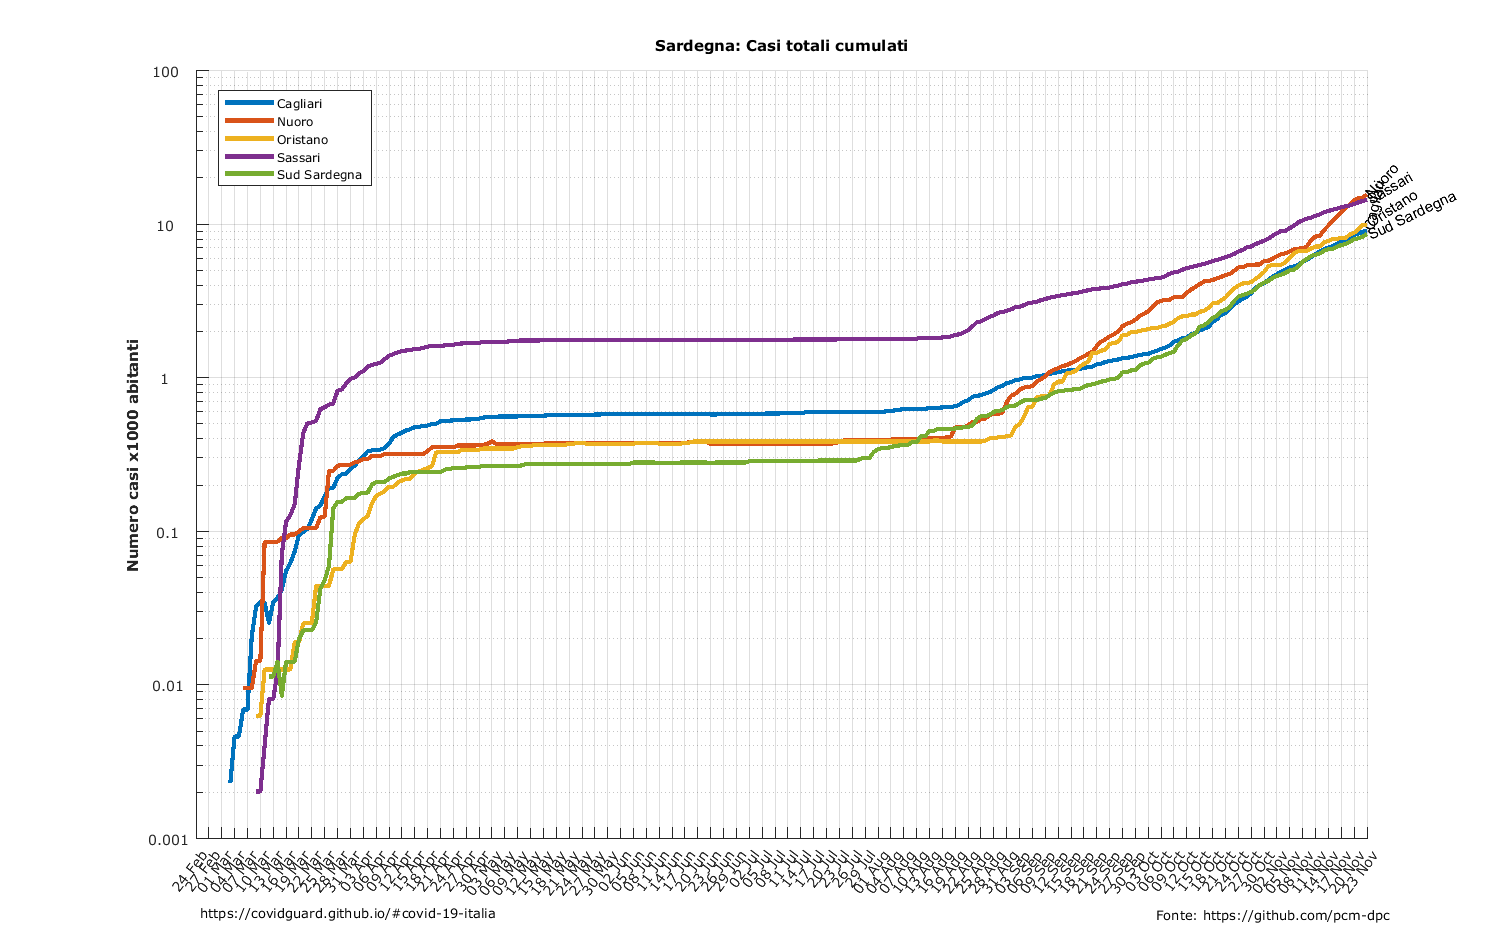 Sardegna: Casi totali cumulati
100
10
1
0.1
0.01
0.001
Numero casi x1000 abitanti
Cagliari
Nuoro
Oristano
Sassari
Sud Sardegna
Nuoro
Sassari
Cagliari
Oristano
Sud Sardegna
24 Feb
27 Feb
01 Mar
04 Mar
07 Mar
10 Mar
13 Mar
16 Mar
19 Mar
22 Mar
25 Mar
28 Mar
31 Mar
03 Apr
06 Apr
09 Apr
12 Apr
15 Apr
18 Apr
21 Apr
24 Apr
27 Apr
30 Apr
03 May
06 May
09 May
12 May
15 May
18 May
21 May
24 May
27 May
30 May
02 Jun
05 Jun
08 Jun
11 Jun
14 Jun
17 Jun
20 Jun
23 Jun
26 Jun
29 Jun
02 Jul
05 Jul
08 Jul
11 Jul
14 Jul
17 Jul
20 Jul
23 Jul
26 Jul
29 Jul
01 Aug
04 Aug
07 Aug
10 Aug
13 Aug
16 Aug
19 Aug
22 Aug
25 Aug
28 Aug
31 Aug
03 Sep
06 Sep
09 Sep
12 Sep
15 Sep
18 Sep
21 Sep
24 Sep
27 Sep
30 Sep
03 Oct
06 Oct
09 Oct
12 Oct
15 Oct
18 Oct
21 Oct
24 Oct
27 Oct
30 Oct
02 Nov
05 Nov
08 Nov
11 Nov
14 Nov
17 Nov
20 Nov
23 Nov
https://covidguard.github.io/#covid-19-italia
Fonte: https://github.com/pcm-dpc